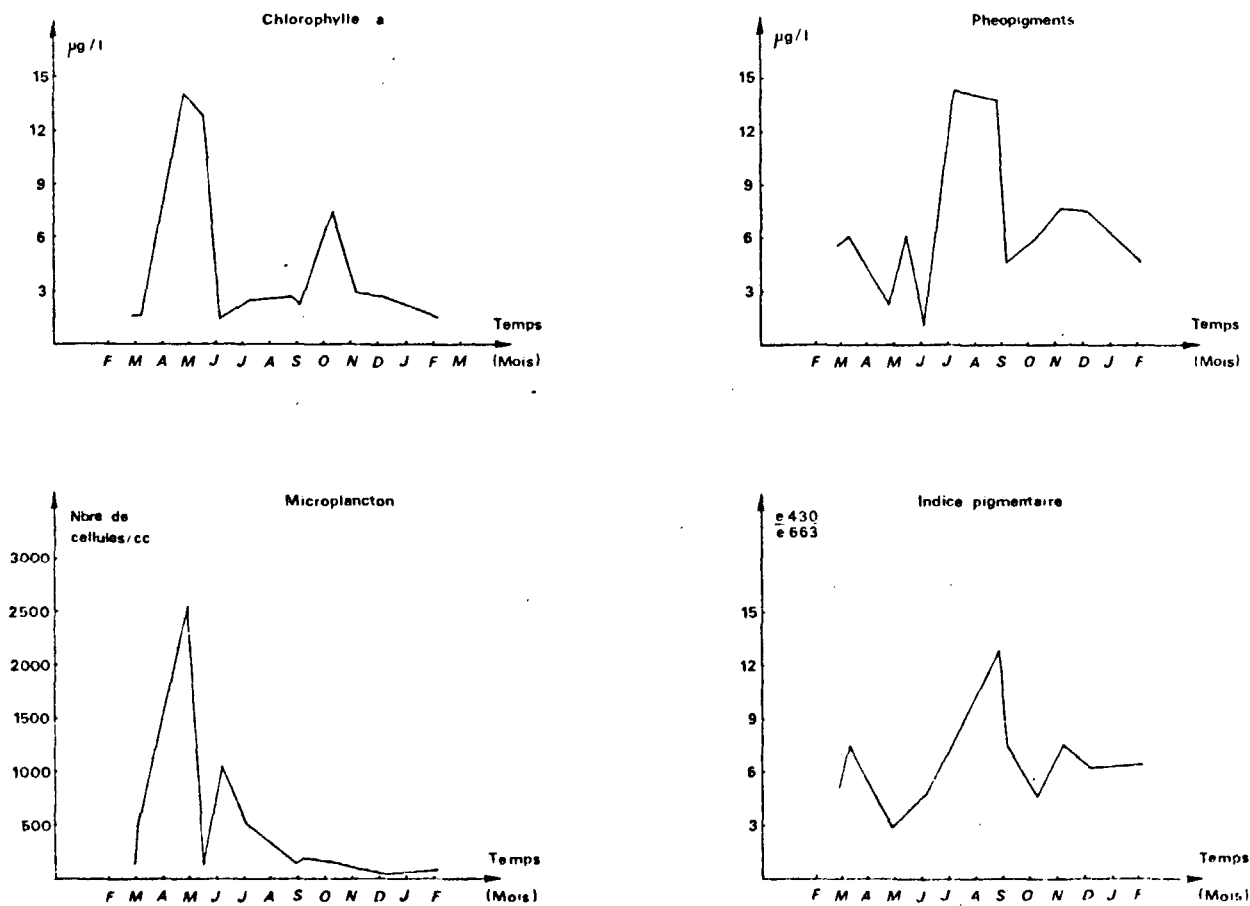 Chlorophylle a
µg/l
15
12
9
6
3
Temps
F M A M J J A S O N D J F M (Mois)
Pheopigments
µg/l
15
12
9
6
3
Temps
F M A M J J A S O N D J F (Mois)
Microplancton
Nbre de
cellules/cc
3000
2500
2000
1500
1000
500
Temps
F M A M J J A S O N D J F (Mois)
Indice pigmentaire
e 430
e 663
15
12
9
6
3
Temps
F M A M J J A S O N D J F (Mois)